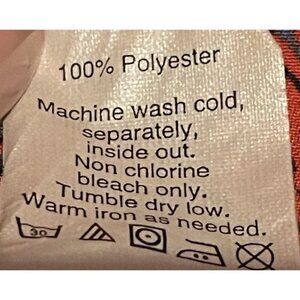 100% Polyester
Machine wash cold,
separately,
inside out.
Non chlorine
bleach only.
Tumble dry low.
Warm iron as needed.
30